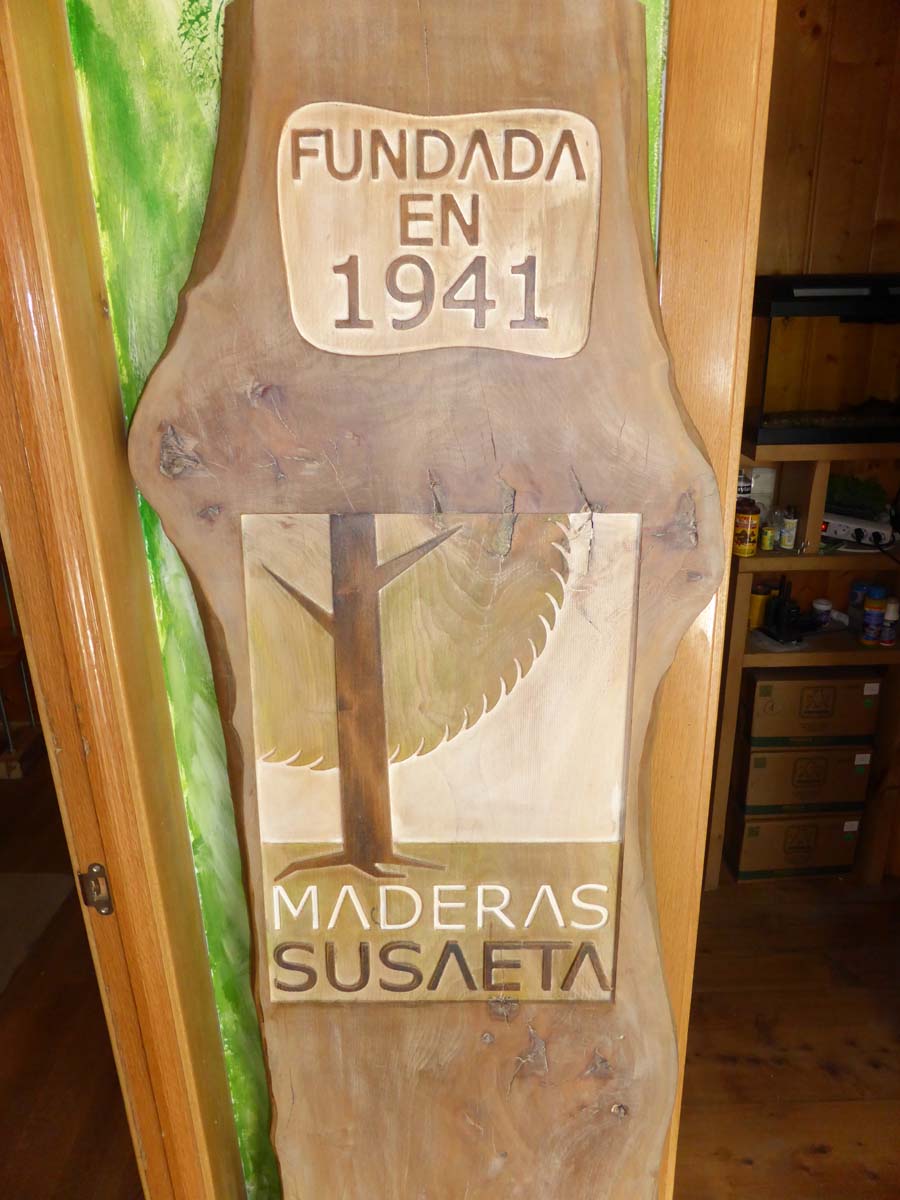 FUNDADA
EN
1941
MADERAS
SUSAETA